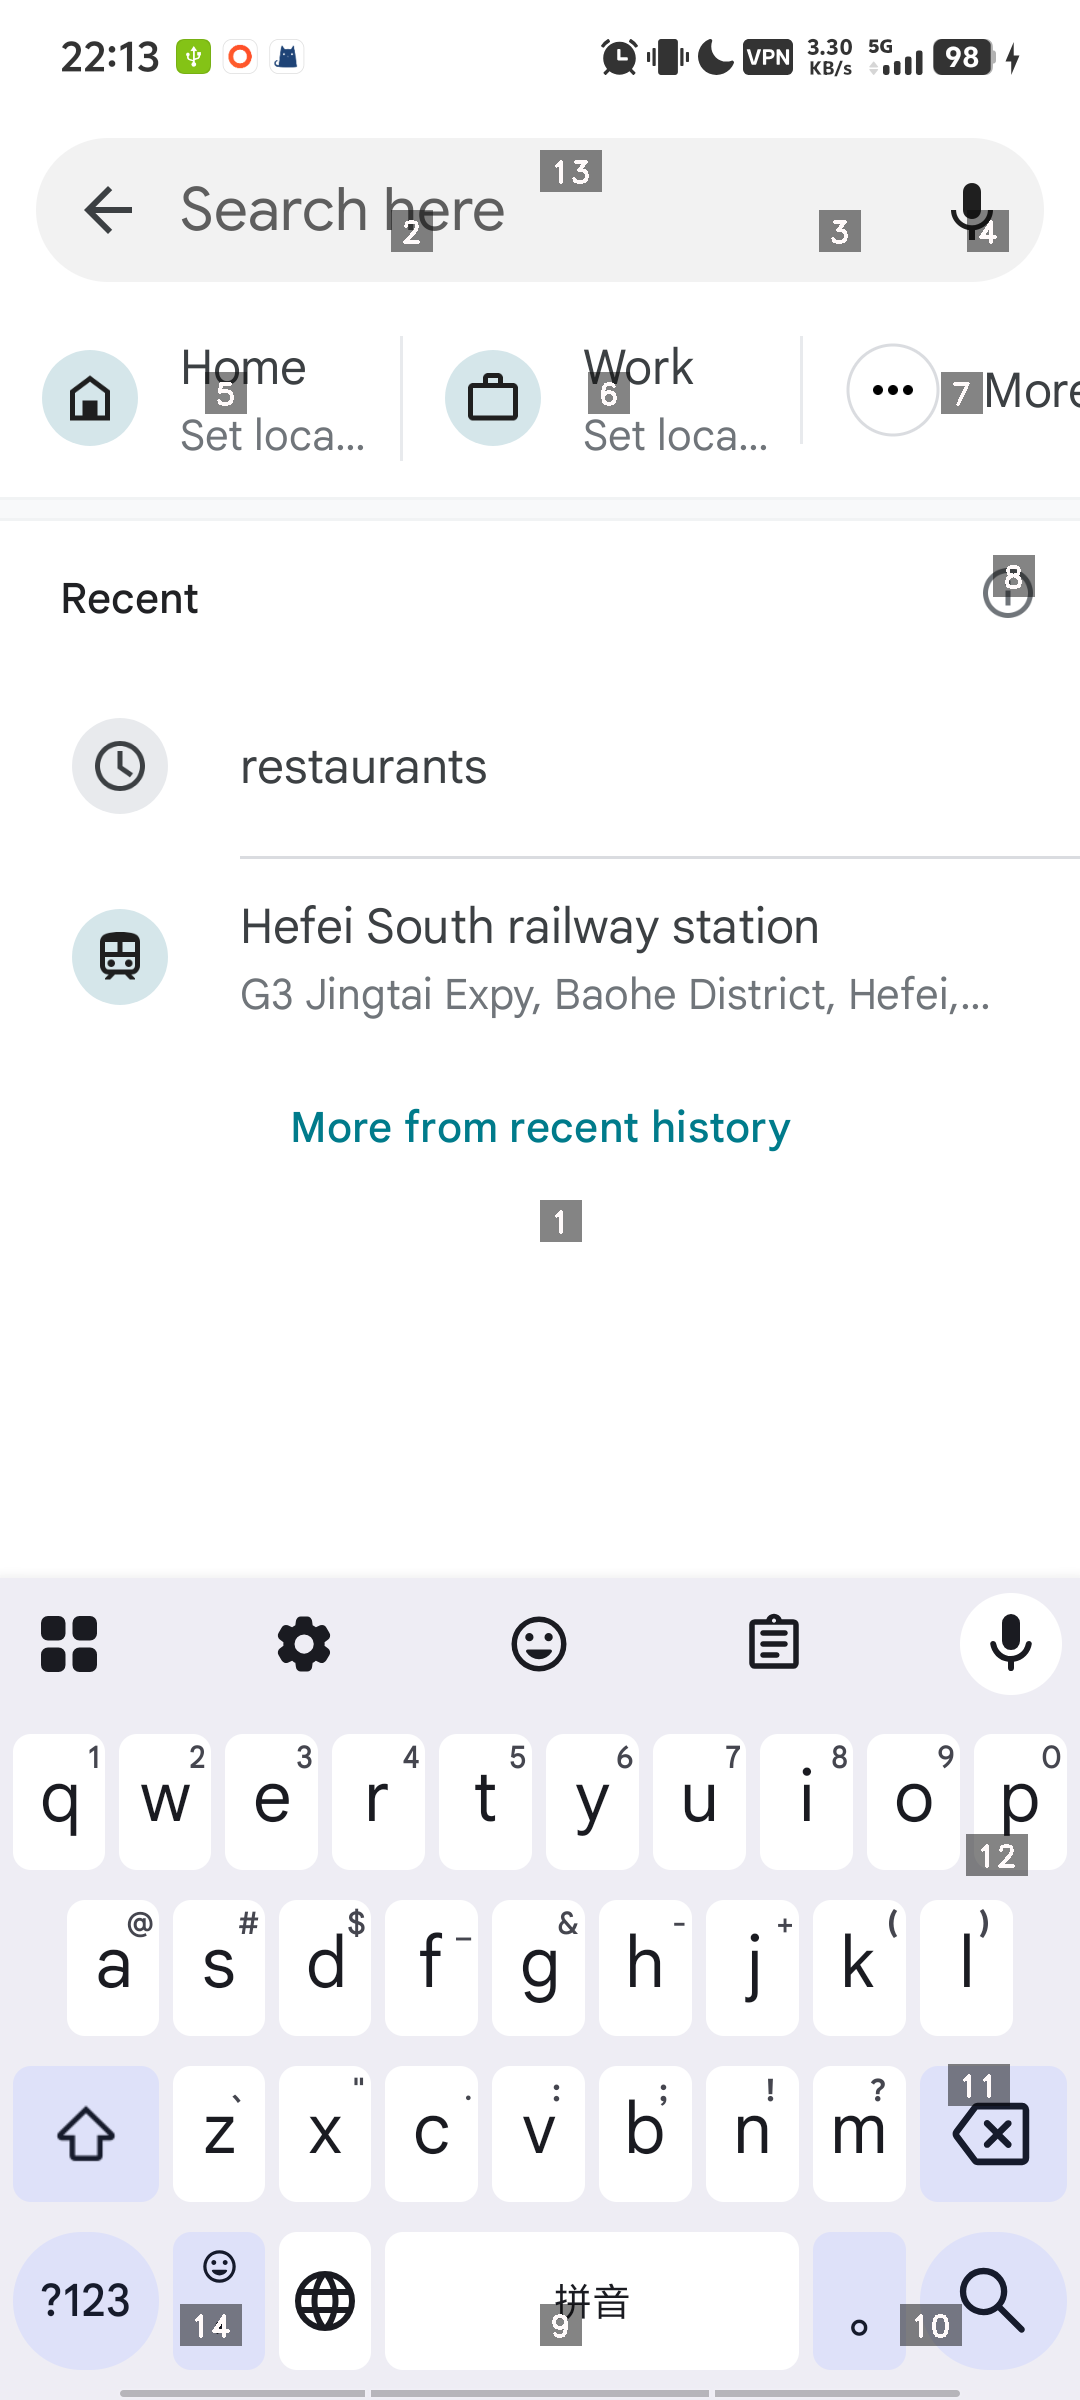 22:13 VPN 3.30 KB/s 5G 98
13
Search here
2 3 4
Home Work More
5 6 7
Set loca... Set loca...
8
Recent
restaurants
Hefei South railway station
G3 Jingtai Expy, Baohe District, Hefei,...
More from recent history
1
1 2 3 4 5 6 7 8 9 0
q w e r t y u i o p
12
@ # $ _ & - + ( )
a s d f g h j k l
11
、 " . : ; ! ?
z x c v b n m
?123 拼音 。
14 9 10